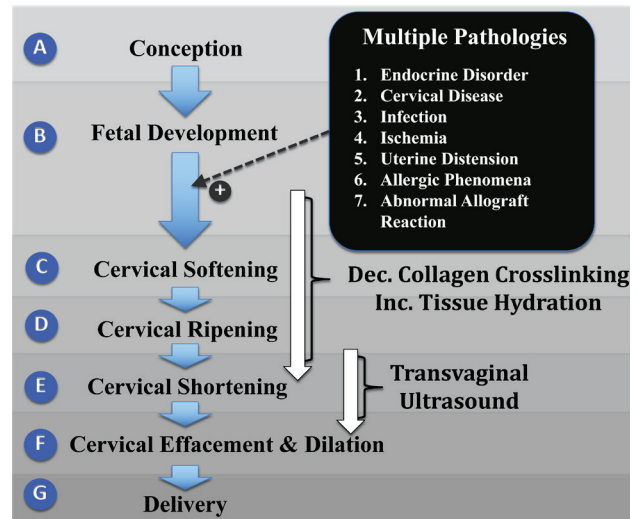 A
Conception
B
Fetal Development
+
Multiple Pathologies
1. Endocrine Disorder
2. Cervical Disease
3. Infection
4. Ischemia
5. Uterine Distension
6. Allergic Phenomena
7. Abnormal Allograft
Reaction
C
Cervical Softening
Dec. Collagen Crosslinking
Inc. Tissue Hydration
D
Cervical Ripening
E
Cervical Shortening
Transvaginal
Ultrasound
F
Cervical Effacement & Dilation
G
Delivery